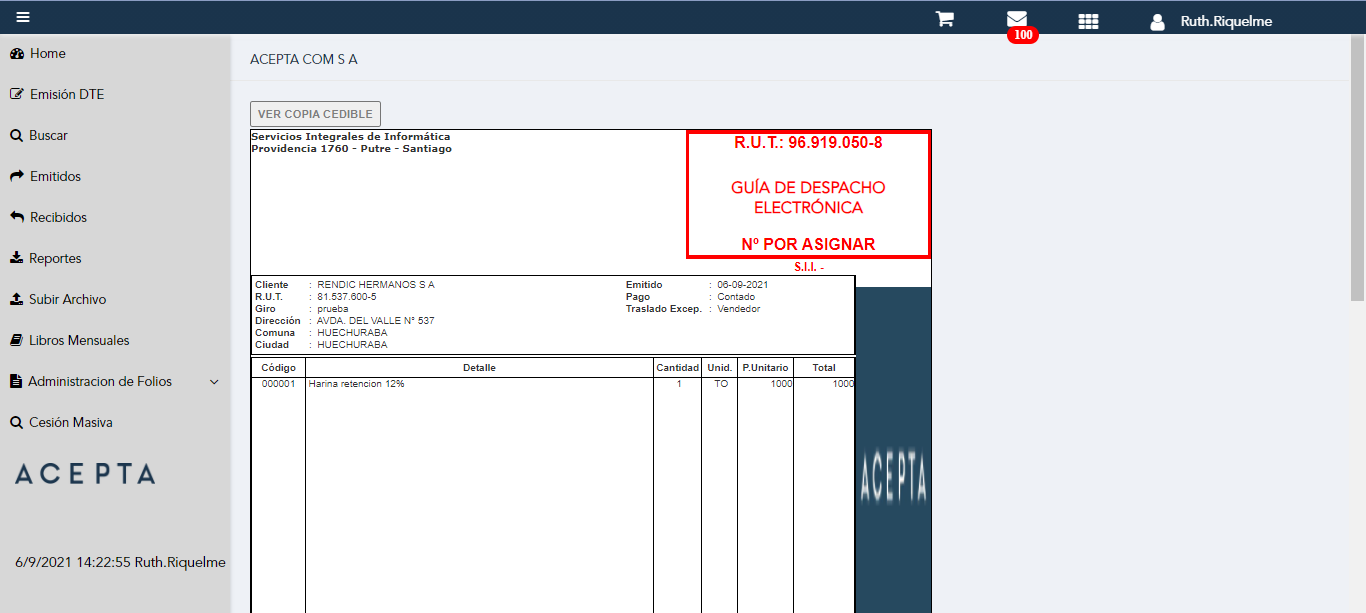 Ruth.Riquelme
100
Home
Emisión DTE
Buscar
Emitidos
Recibidos
Reportes
Subir Archivo
Libros Mensuales
Administracion de Folios
Cesión Masiva
ACEPTA
6/9/2021 14:22:55 Ruth.Riquelme
ACEPTA COM S A
VER COPIA CEDIBLE
Servicios Integrales de Informática
Providencia 1760 - Putre - Santiago
R.U.T.: 96.919.050-8
GUÍA DE DESPACHO
ELECTRÓNICA
Nº POR ASIGNAR
S.I.I. -
Cliente : RENDIC HERMANOS S A Emitido : 06-09-2021
R.U.T. : 81.537.600-5 Pago : Contado
Giro : prueba Traslado Excep. : Vendedor
Dirección : AVDA. DEL VALLE N° 537
Comuna : HUECHURABA
Ciudad : HUECHURABA
Código Detalle Cantidad Unid. P.Unitario Total
000001 Harina retencion 12% 1 TO 1000 1000
ACEPTA